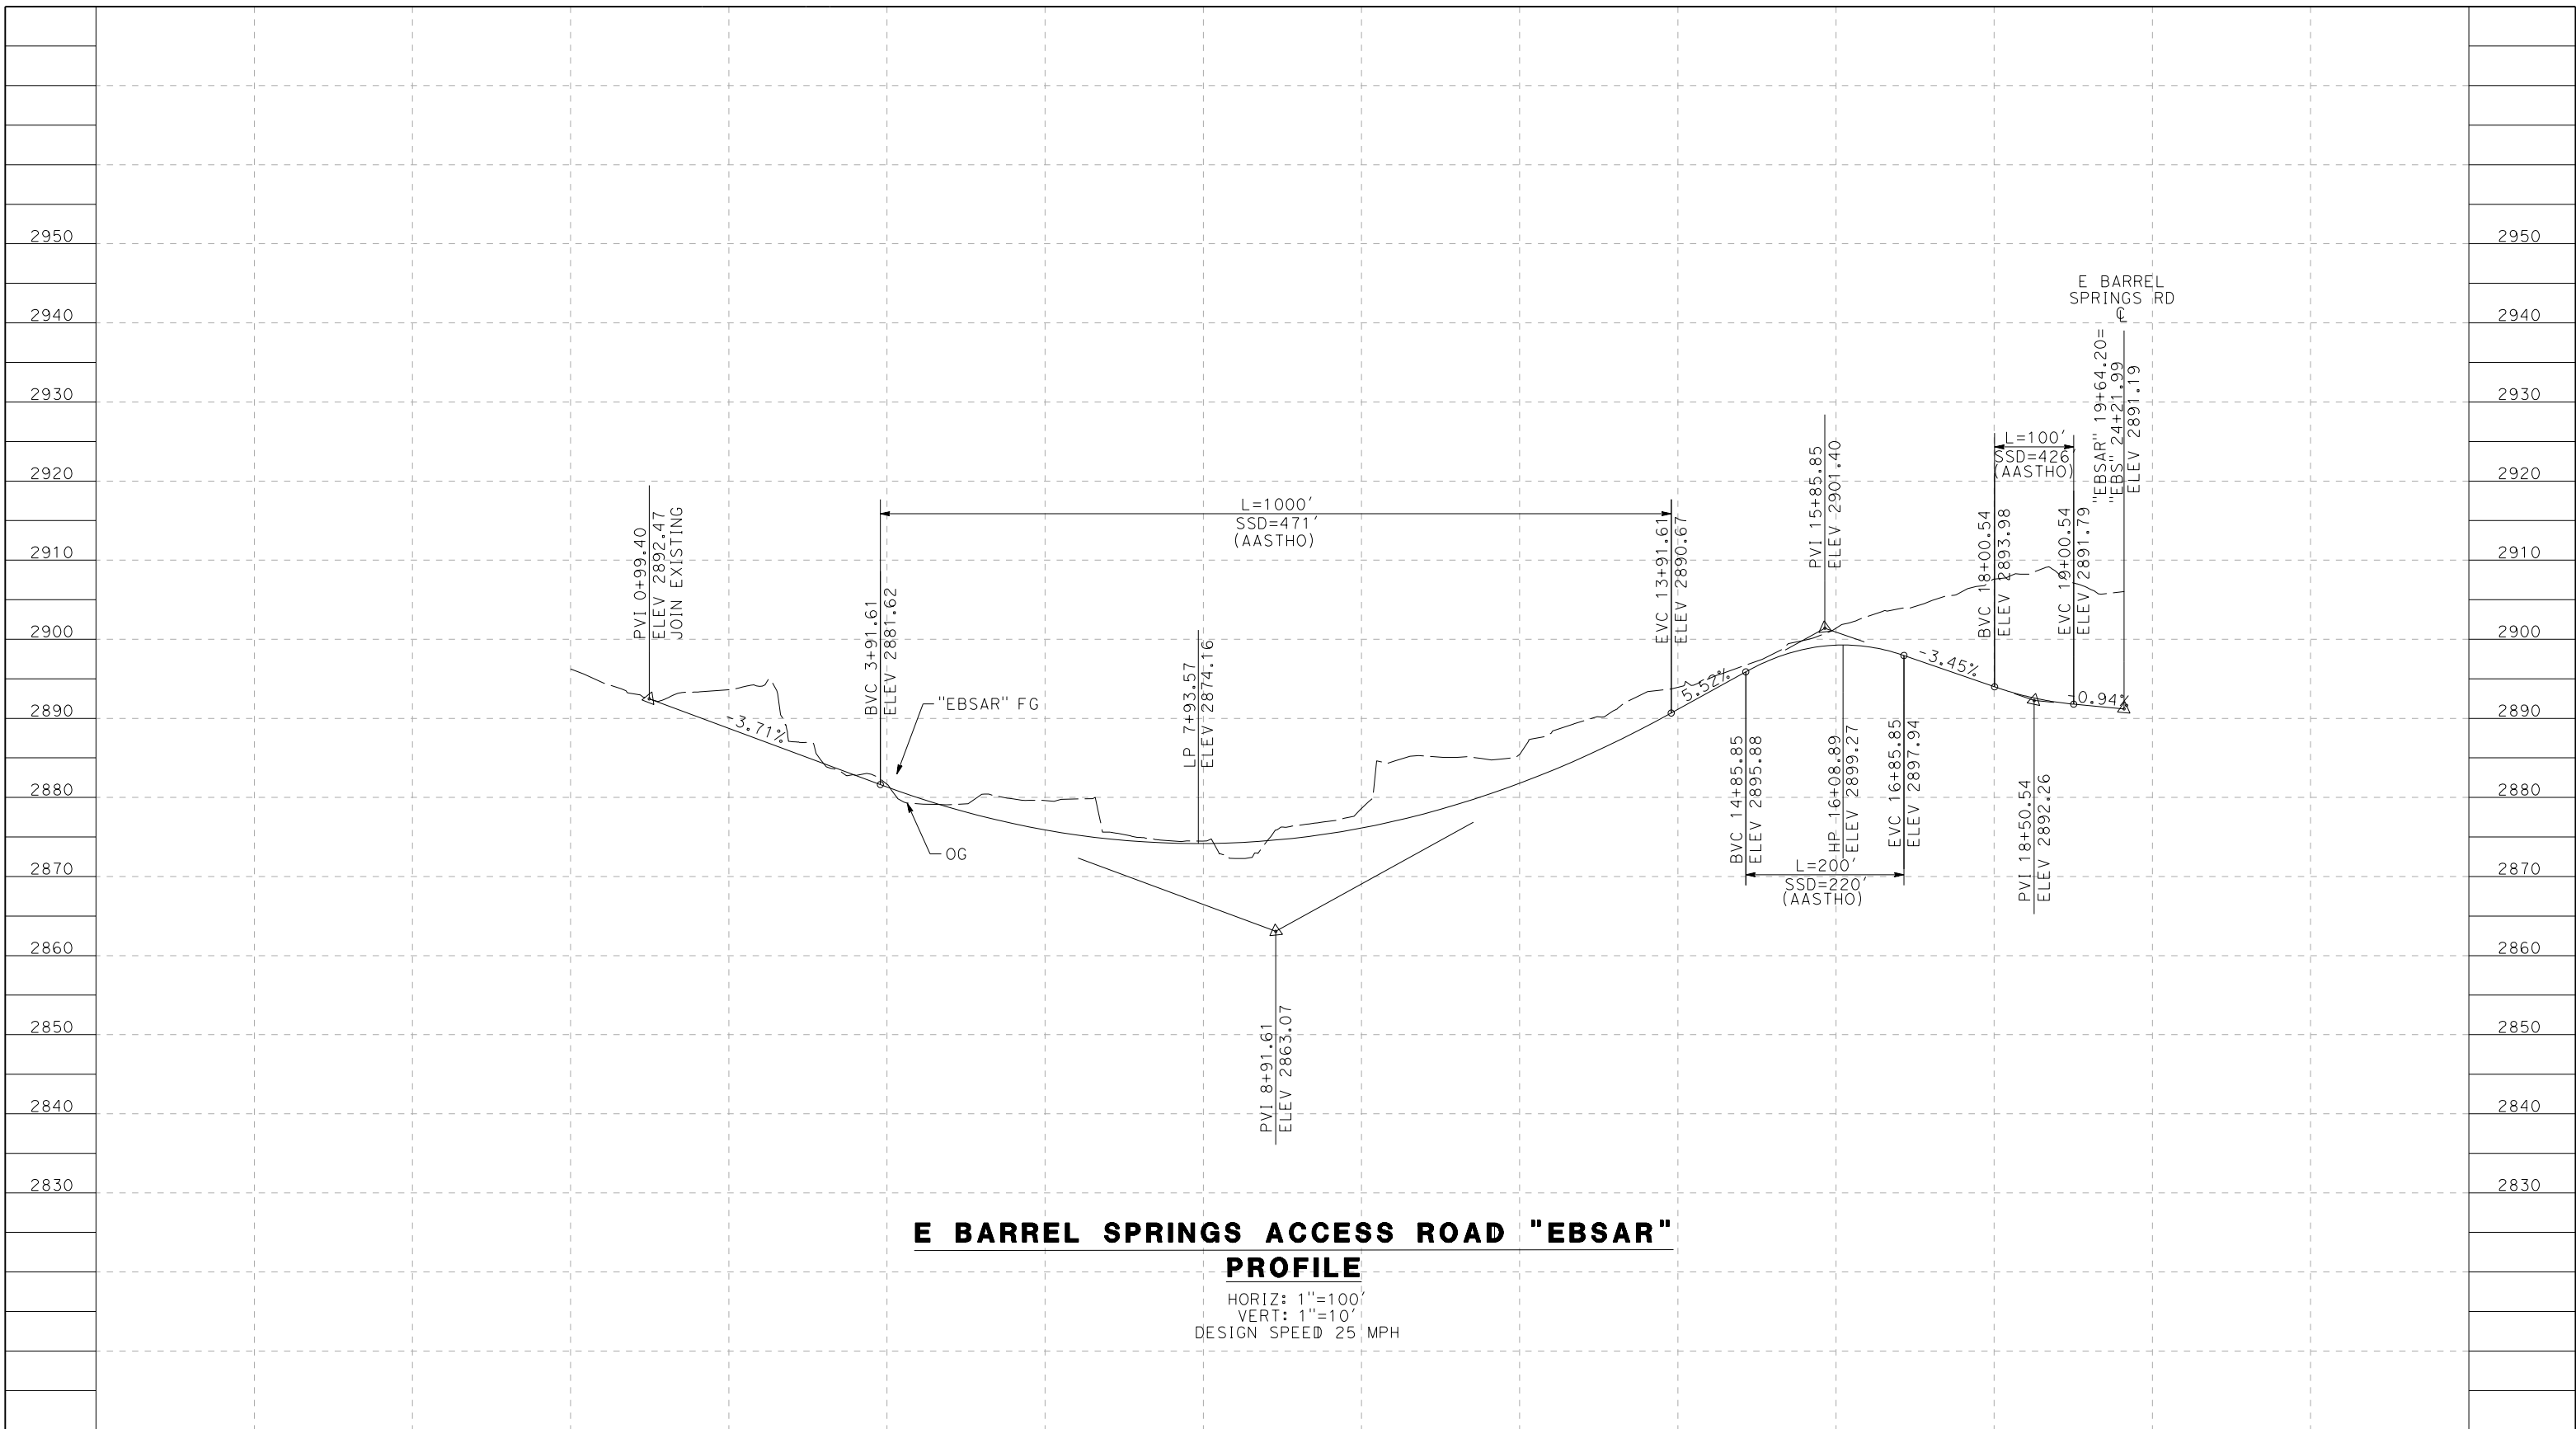 2950
2940
2930
2920
2910
2900
2890
2880
2870
2860
2850
2840
2830
PVI 0+99.40
ELEV 2892.47
JOIN EXISTING
-3.71%
BVC 3+91.61
ELEV 2881.62
"EBSAR" FG
OG
L=1000'
SSD=471'
(AASTHO)
LP 7+93.57
ELEV 2874.16
PVI 8+91.61
ELEV 2863.07
EVC 13+91.61
ELEV 2890.67
5.52%
BVC 14+85.85
ELEV 2895.88
PVI 15+85.85
ELEV 2901.40
HP 16+08.89
ELEV 2899.27
EVC 16+85.85
ELEV 2897.94
L=200'
SSD=220'
(AASTHO)
-3.45%
BVC 18+00.54
ELEV 2893.98
L=100'
SSD=426'
(AASTHO)
PVI 18+50.54
ELEV 2892.26
EVC 19+00.54
ELEV 2891.79
-0.94%
E BARREL
SPRINGS RD
℄
"EBSAR" 19+64.20=
"EBS" 24+21.99
ELEV 2891.19
2950
2940
2930
2920
2910
2900
2890
2880
2870
2860
2850
2840
2830
E BARREL SPRINGS ACCESS ROAD "EBSAR"
PROFILE
HORIZ: 1"=100'
VERT: 1"=10'
DESIGN SPEED 25 MPH